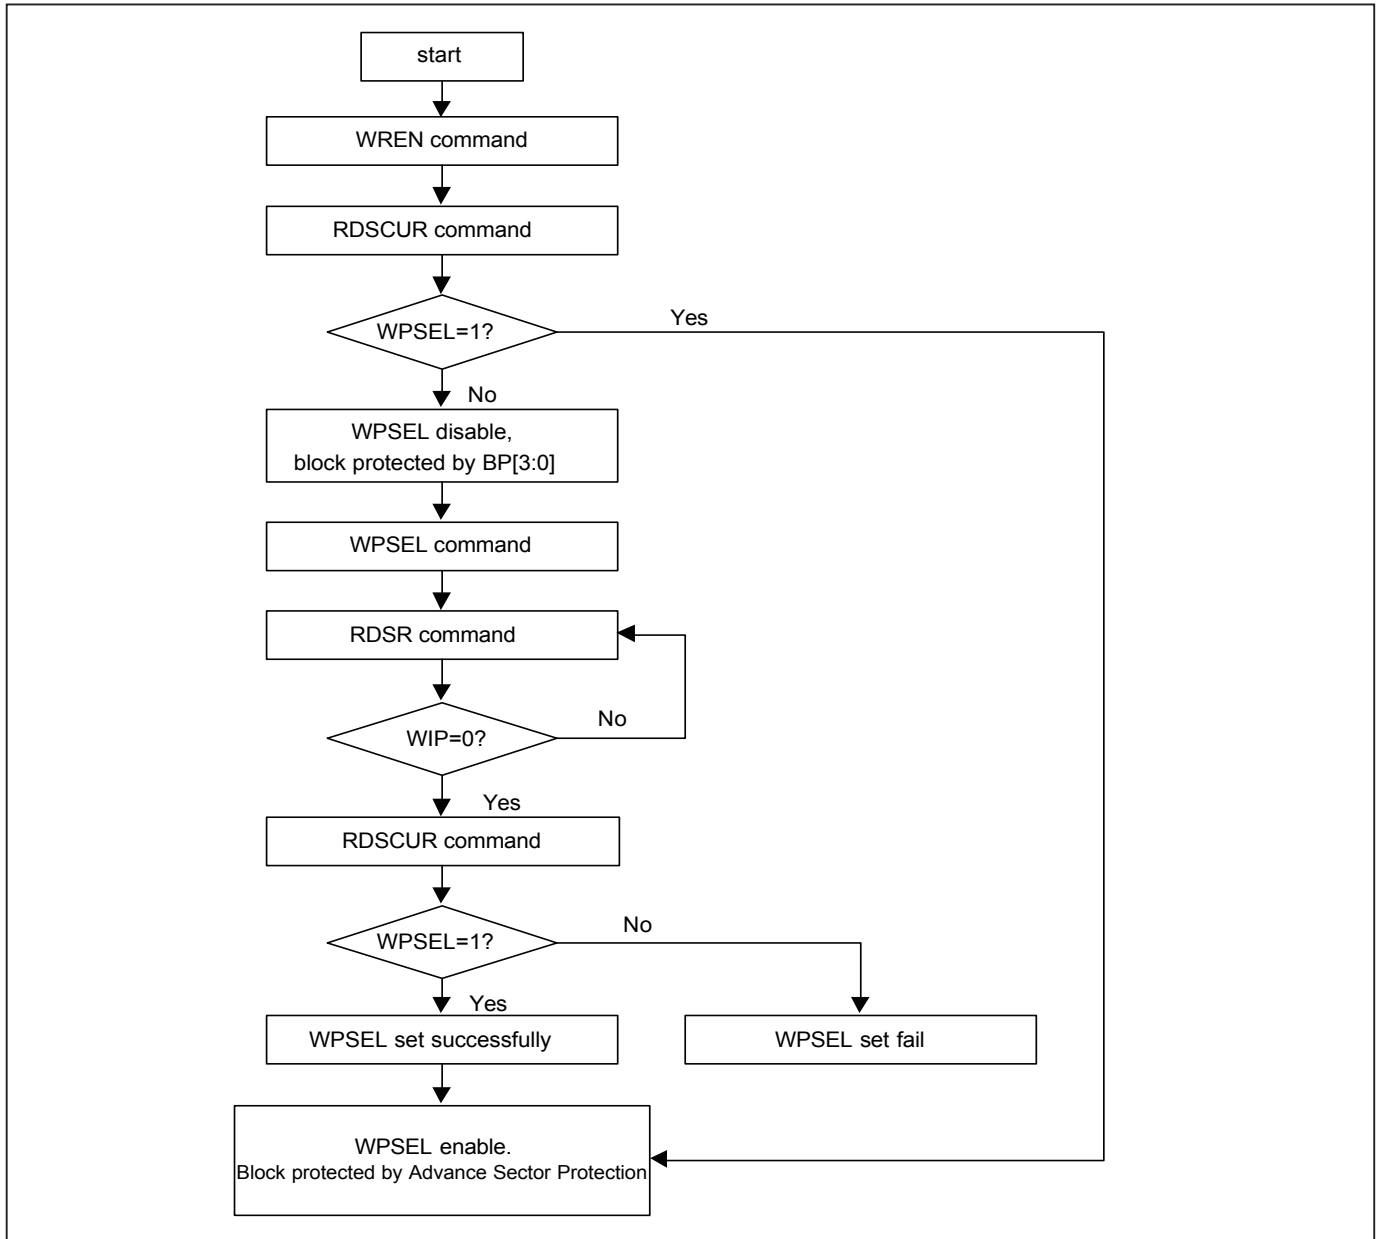 start
WREN command
RDSCUR command
WPSEL=1?
Yes
No
WPSEL disable,
block protected by BP[3:0]
WPSEL command
RDSR command
WIP=0?
No
Yes
RDSCUR command
WPSEL=1?
No
Yes
WPSEL set successfully
WPSEL set fail
WPSEL enable.
Block protected by Advance Sector Protection